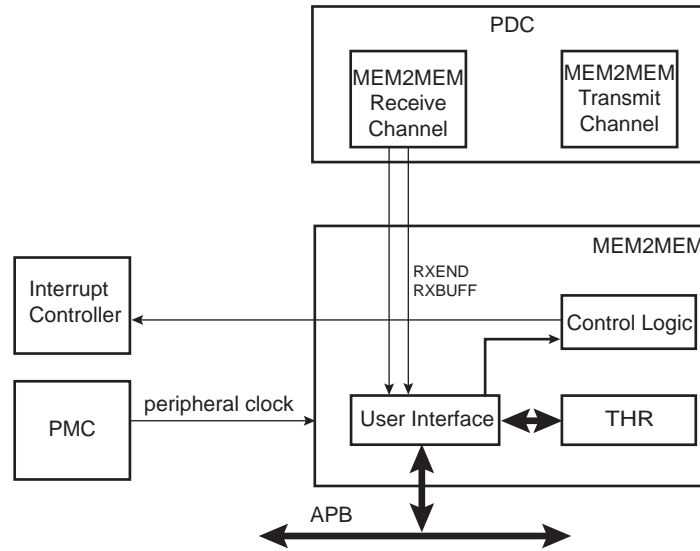 PDC
MEM2MEM
Receive
Channel
MEM2MEM
Transmit
Channel
MEM2MEM
RXEND
RXBUFF
Interrupt
Controller
Control Logic
PMC
peripheral clock
User Interface
THR
APB